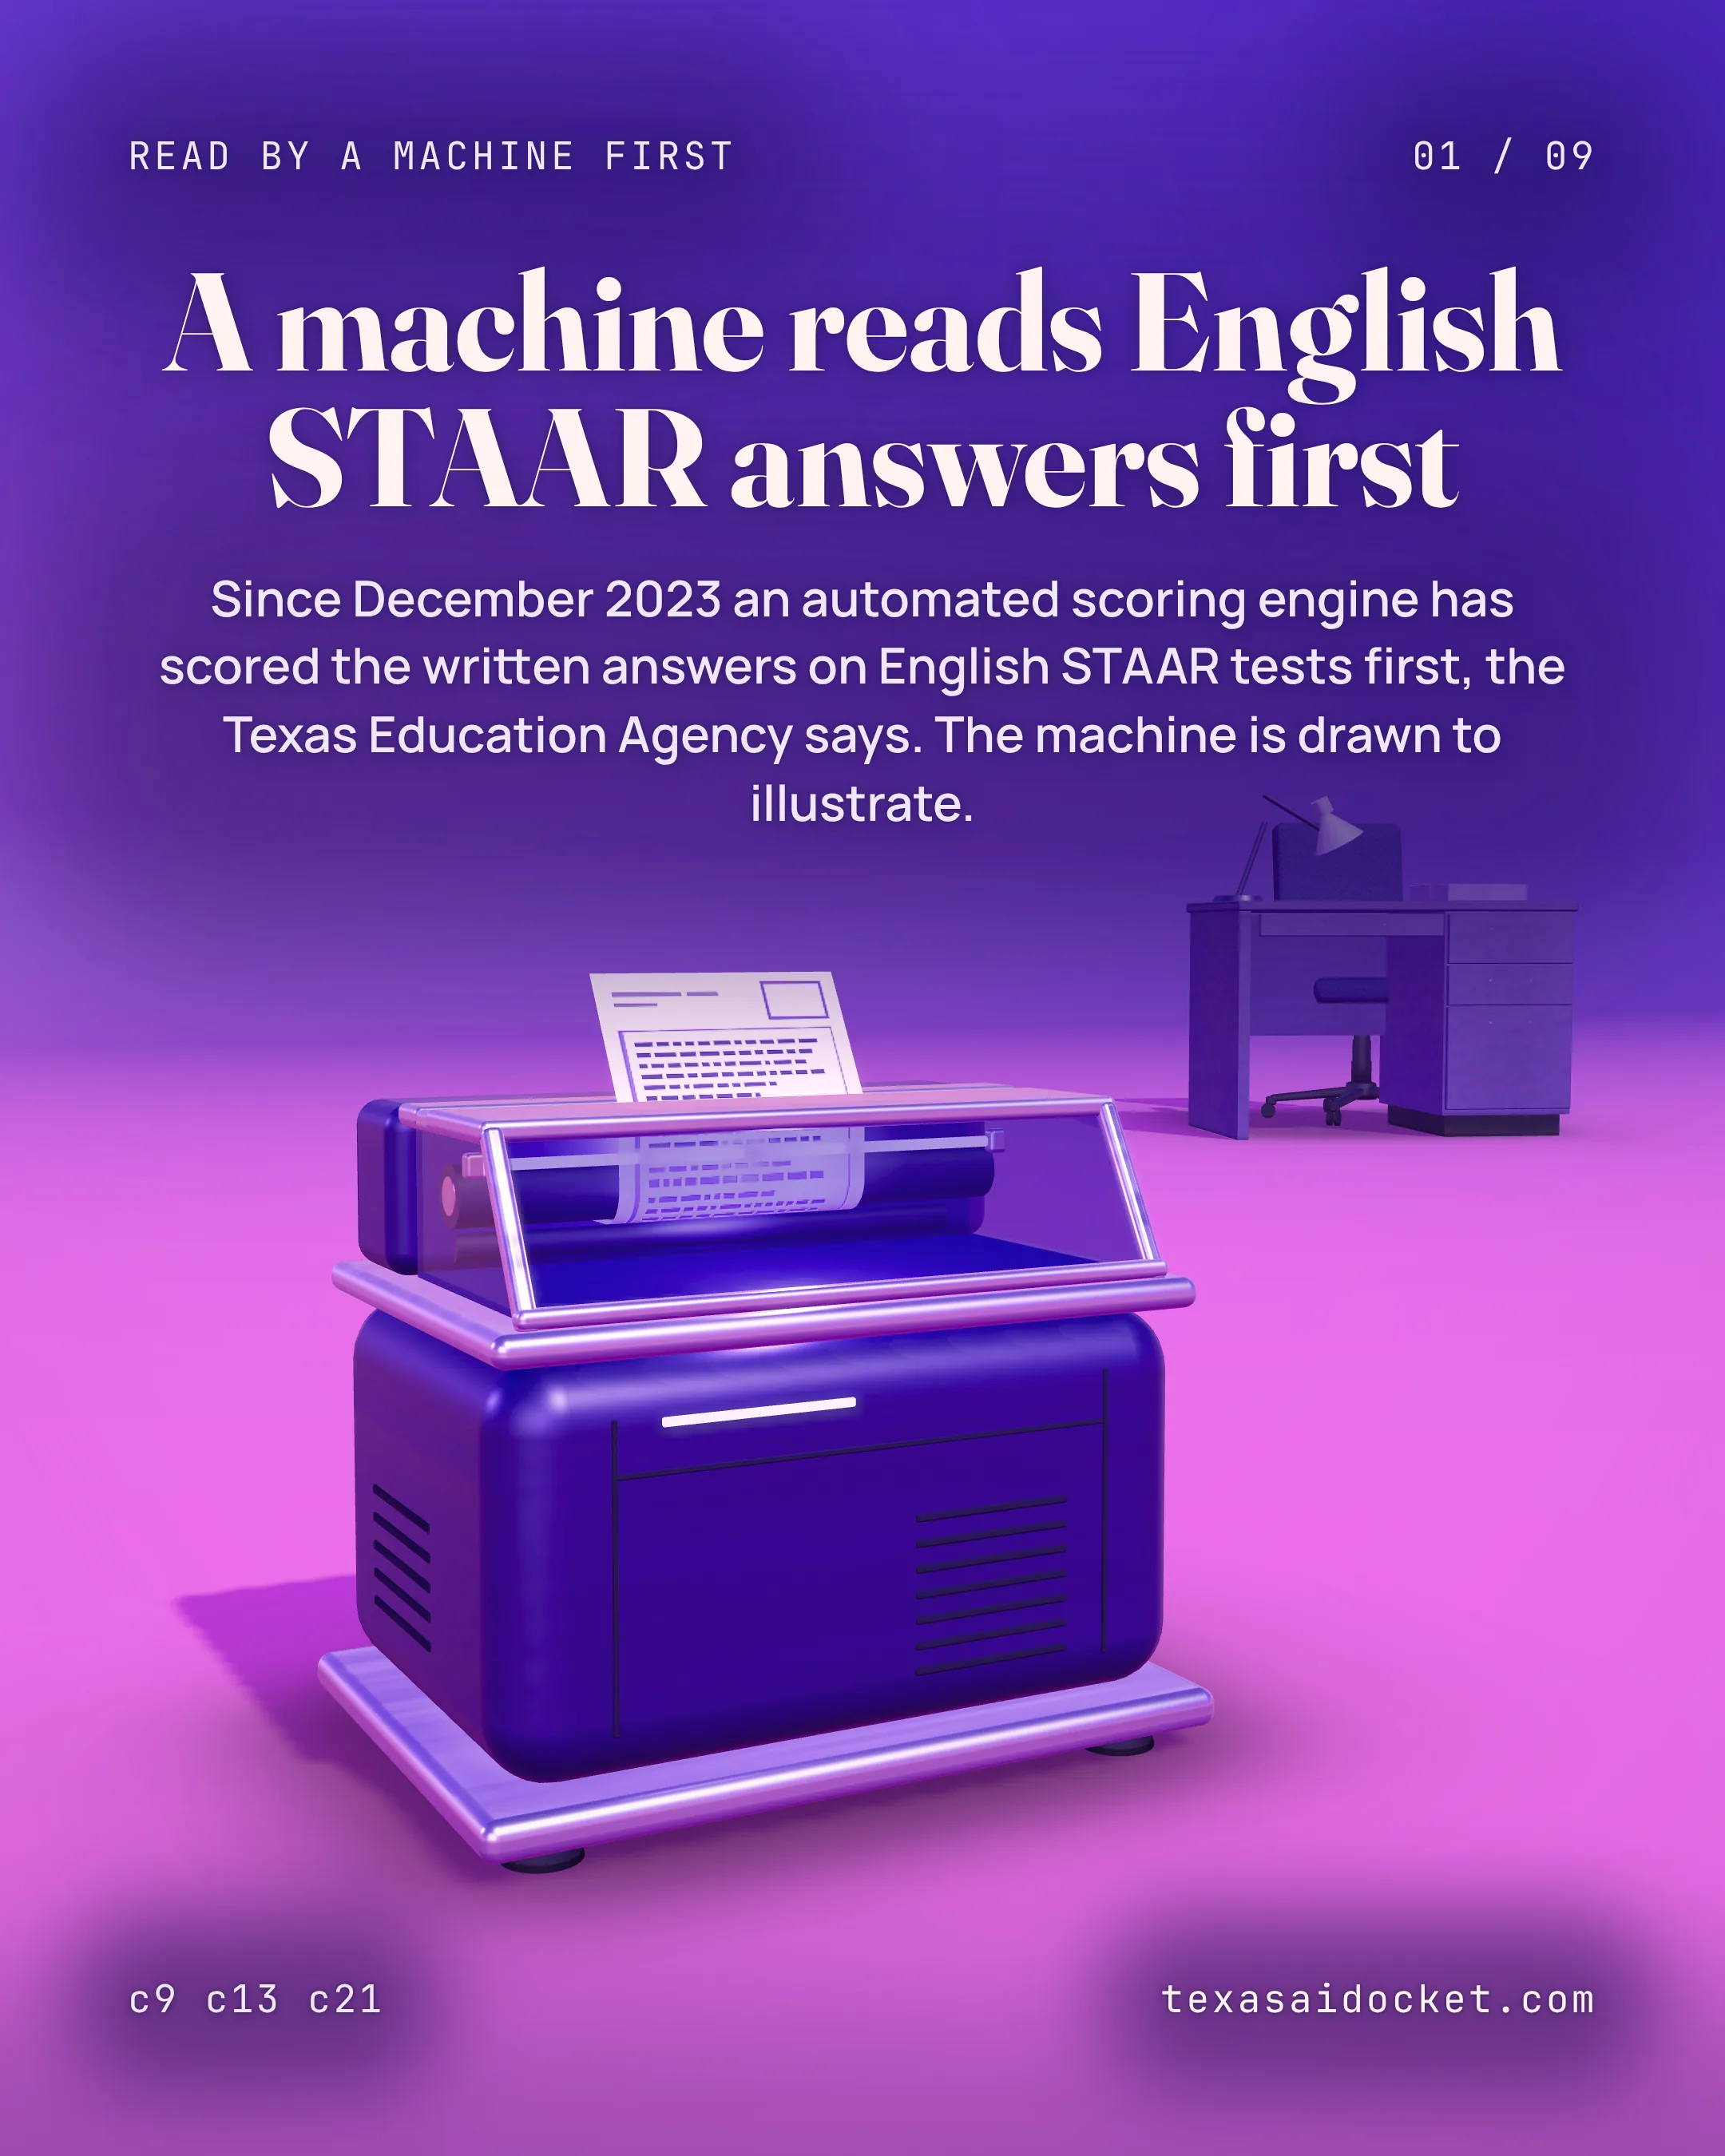 READ BY A MACHINE FIRST
01 / 09
A machine reads English
STAAR answers first
Since December 2023 an automated scoring engine has
scored the written answers on English STAAR tests first, the
Texas Education Agency says. The machine is drawn to
illustrate.
c9 c13 c21
texasaidocket.com